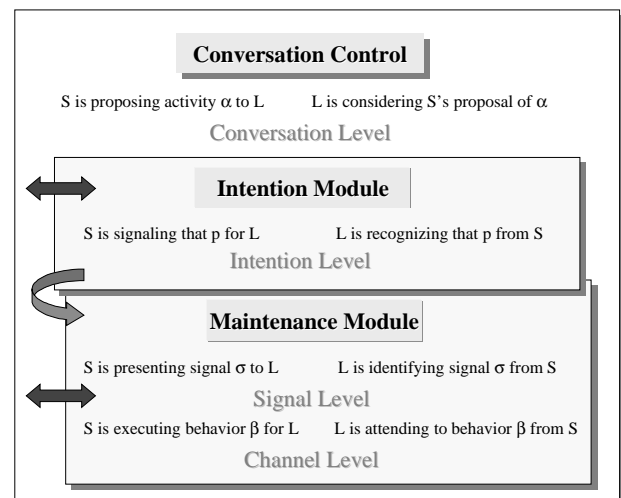 Conversation Control
S is proposing activity α to L L is considering S's proposal of α
Conversation Level
Intention Module
S is signaling that p for L L is recognizing that p from S
Intention Level
Maintenance Module
S is presenting signal σ to L L is identifying signal σ from S
Signal Level
S is executing behavior β for L L is attending to behavior β from S
Channel Level